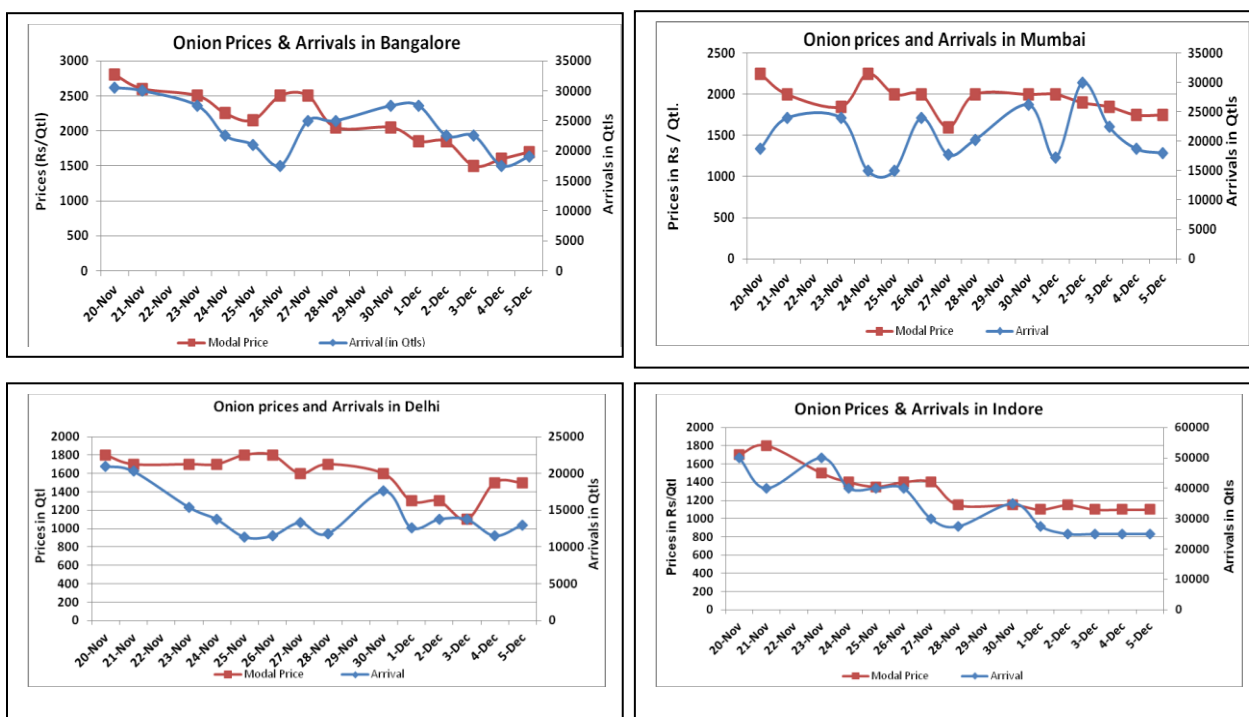 Onion Prices & Arrivals in Bangalore
3000
2500
2000
1500
1000
500
0
35000
30000
25000
20000
15000
10000
5000
0
Prices (Rs/Qtl)
Arrivals in Qtls
20-Nov
21-Nov
22-Nov
23-Nov
24-Nov
25-Nov
26-Nov
27-Nov
28-Nov
29-Nov
30-Nov
1-Dec
2-Dec
3-Dec
4-Dec
5-Dec
Modal Price
Arrival (in Qtls)
Onion prices and Arrivals in Mumbai
2500
2000
1500
1000
500
0
35000
30000
25000
20000
15000
10000
5000
0
Prices in Rs / Qtl.
Arrivals in Qtls
20-Nov
21-Nov
22-Nov
23-Nov
24-Nov
25-Nov
26-Nov
27-Nov
28-Nov
29-Nov
30-Nov
1-Dec
2-Dec
3-Dec
4-Dec
5-Dec
Modal Price
Arrival
Onion prices and Arrivals in Delhi
2000
1800
1600
1400
1200
1000
800
600
400
200
0
25000
20000
15000
10000
5000
0
Prices in Qtl
Arrivals in Qtls
20-Nov
21-Nov
22-Nov
23-Nov
24-Nov
25-Nov
26-Nov
27-Nov
28-Nov
29-Nov
30-Nov
1-Dec
2-Dec
3-Dec
4-Dec
5-Dec
Modal Price
Arrival
Onion Prices & Arrivals in Indore
2000
1800
1600
1400
1200
1000
800
600
400
200
0
60000
50000
40000
30000
20000
10000
0
Prices in Rs/Qtl
Arrivals in Qtls
20-Nov
21-Nov
22-Nov
23-Nov
24-Nov
25-Nov
26-Nov
27-Nov
28-Nov
29-Nov
30-Nov
1-Dec
2-Dec
3-Dec
4-Dec
5-Dec
Modal Price
Arrival